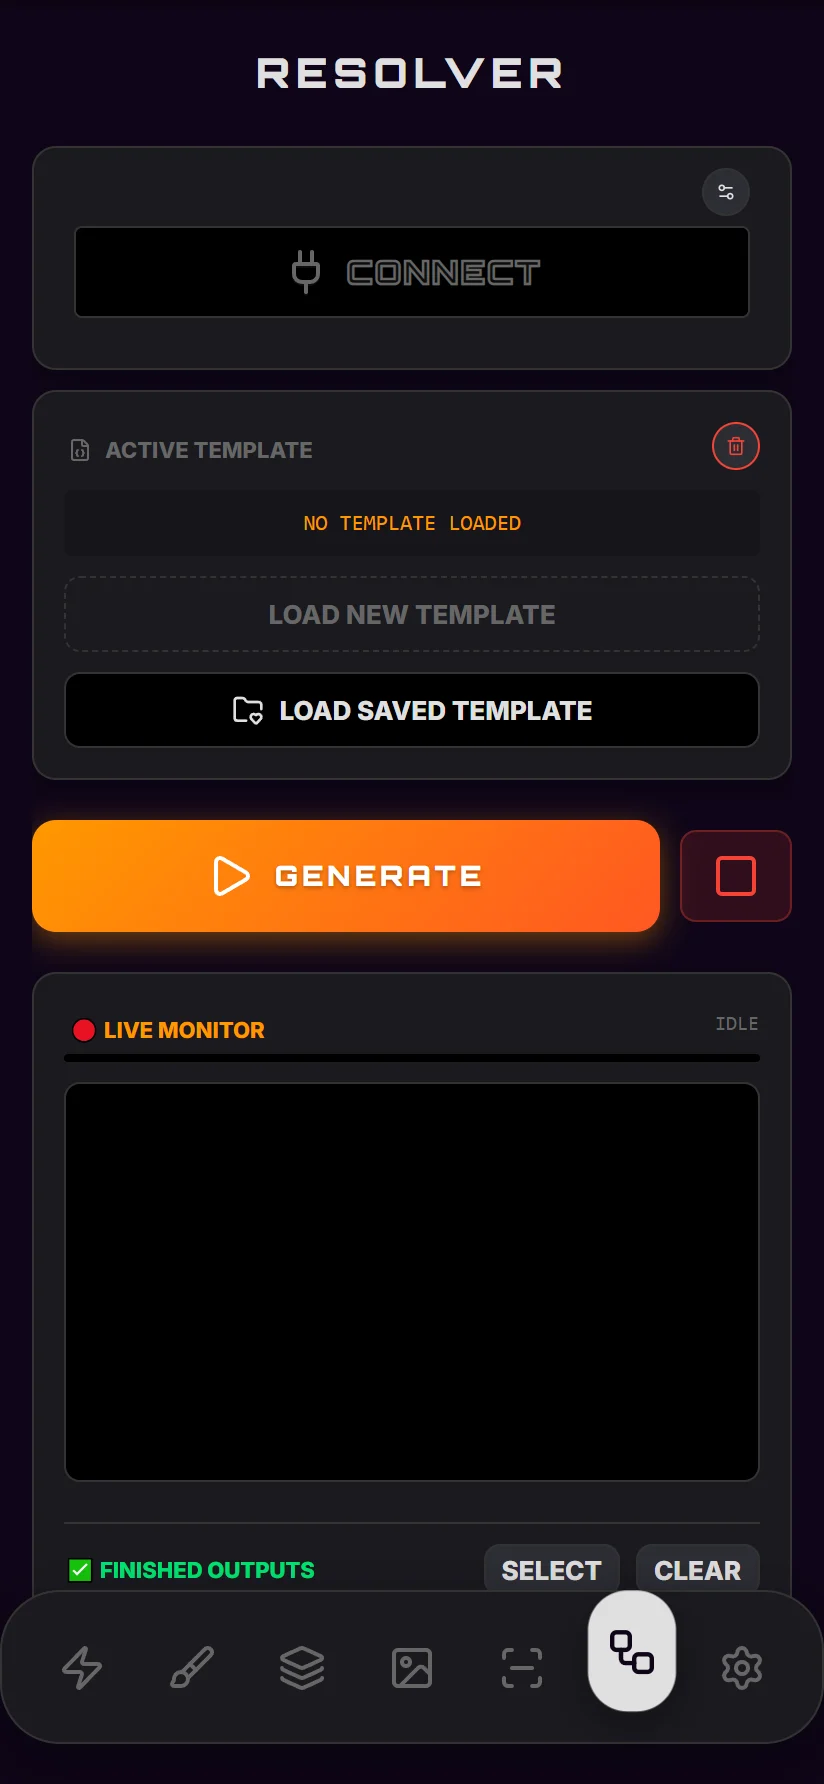 RESOLVER
CONNECT
ACTIVE TEMPLATE
NO TEMPLATE LOADED
LOAD NEW TEMPLATE
LOAD SAVED TEMPLATE
GENERATE
LIVE MONITOR
IDLE
FINISHED OUTPUTS
SELECT
CLEAR